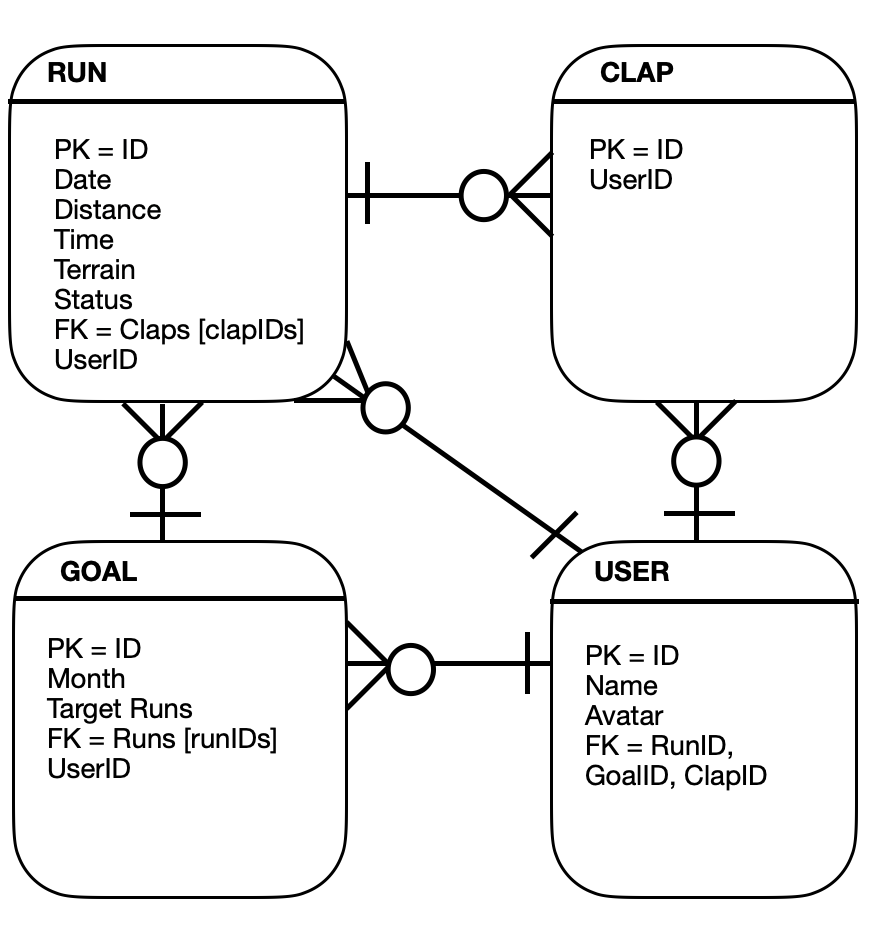 RUN
PK = ID
Date
Distance
Time
Terrain
Status
FK = Claps [clapIDs]
UserID
CLAP
PK = ID
UserID
GOAL
PK = ID
Month
Target Runs
FK = Runs [runIDs]
UserID
USER
PK = ID
Name
Avatar
FK = RunID,
GoalID, ClapID